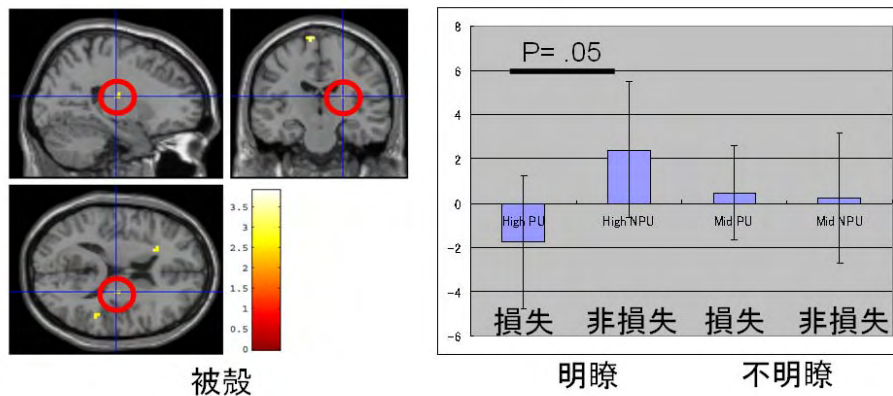 3.5
3
2.5
2
1.5
1
0.5
0
被殻
8
6
4
2
0
-2
-4
-6
P= .05
High PU
High NPU
Mid PU
Mid NPU
損失
非損失
損失
非損失
明瞭
不明瞭